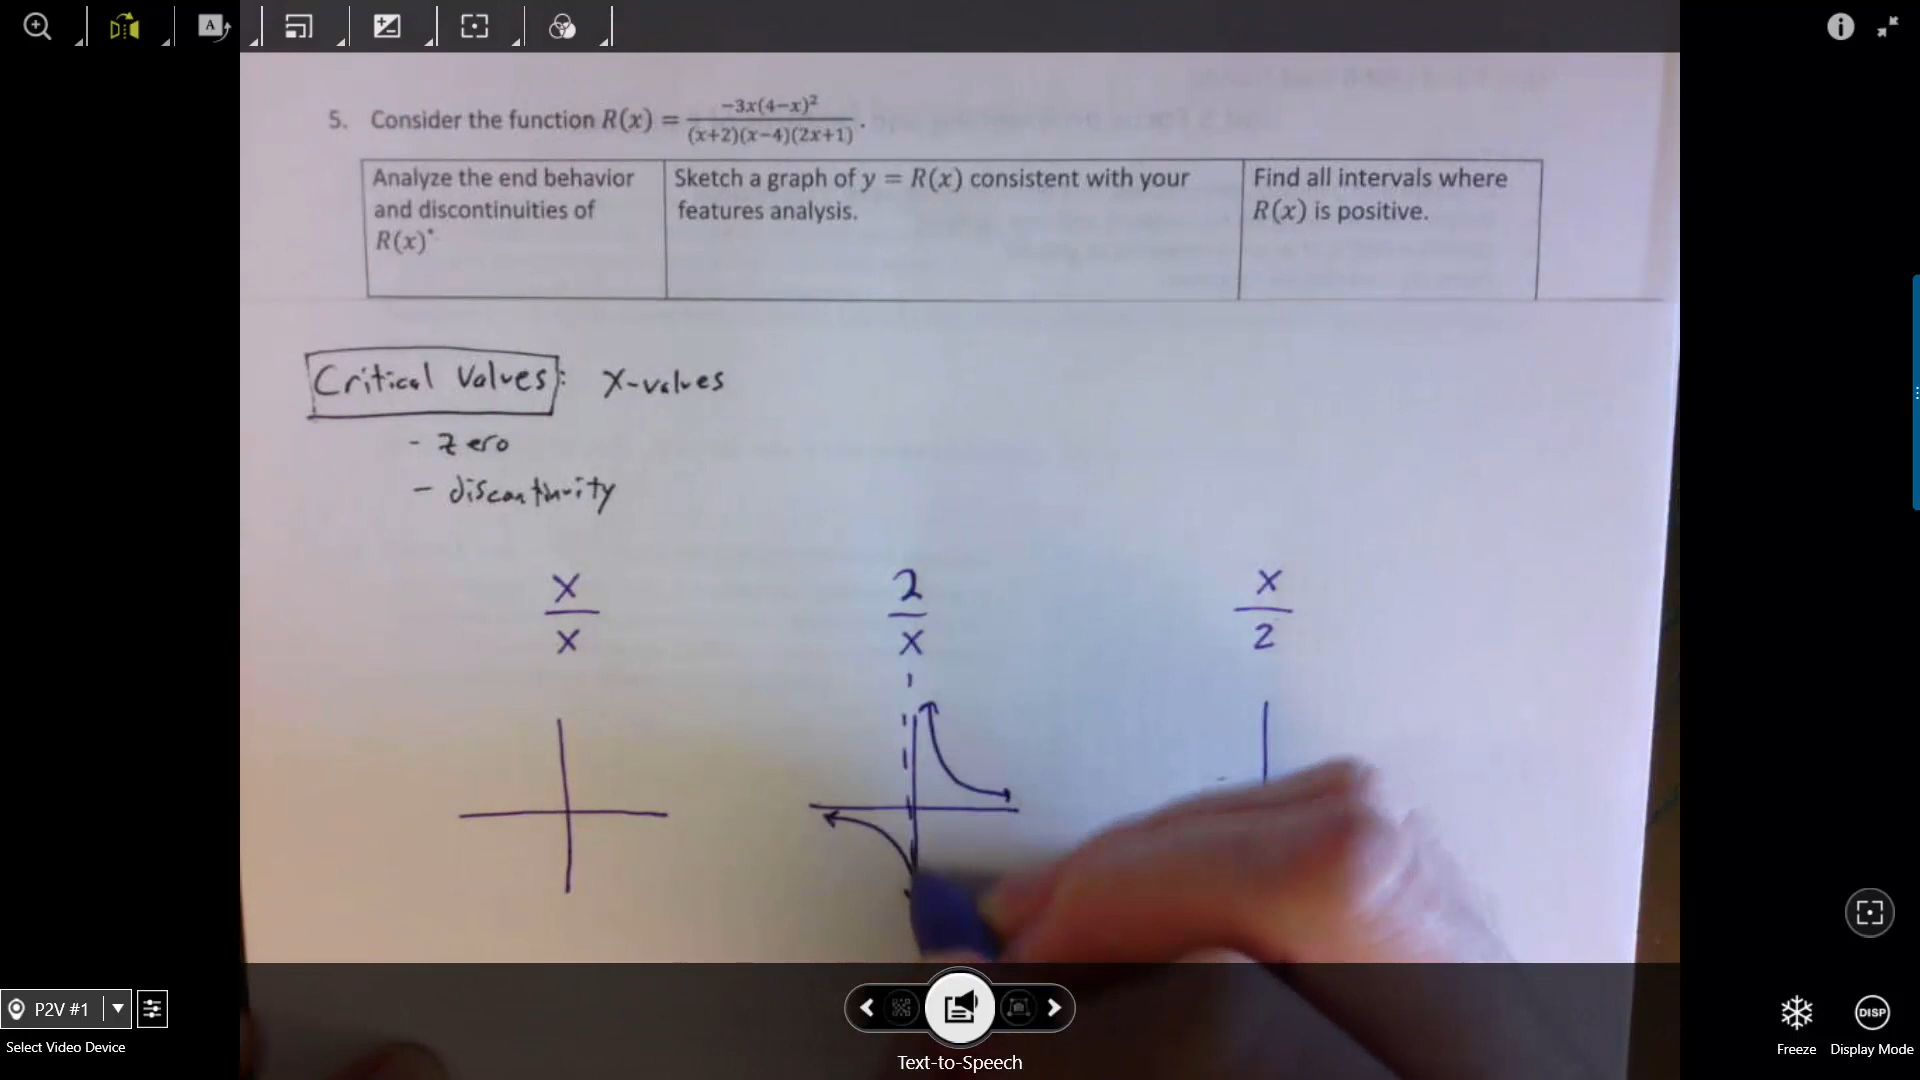 5. Consider the function R(x) = −3x(4−x)² / (x+2)(x−4)(2x+1).
Analyze the end behavior
and discontinuities of
R(x)*
Sketch a graph of y = R(x) consistent with your
features analysis.
Find all intervals where
R(x) is positive.
Critical Values: X-values
- Zero
- discontinuity
X
X
2
X
X
2
P2V #1
Select Video Device
Text-to-Speech
Freeze
DISP
Display Mode